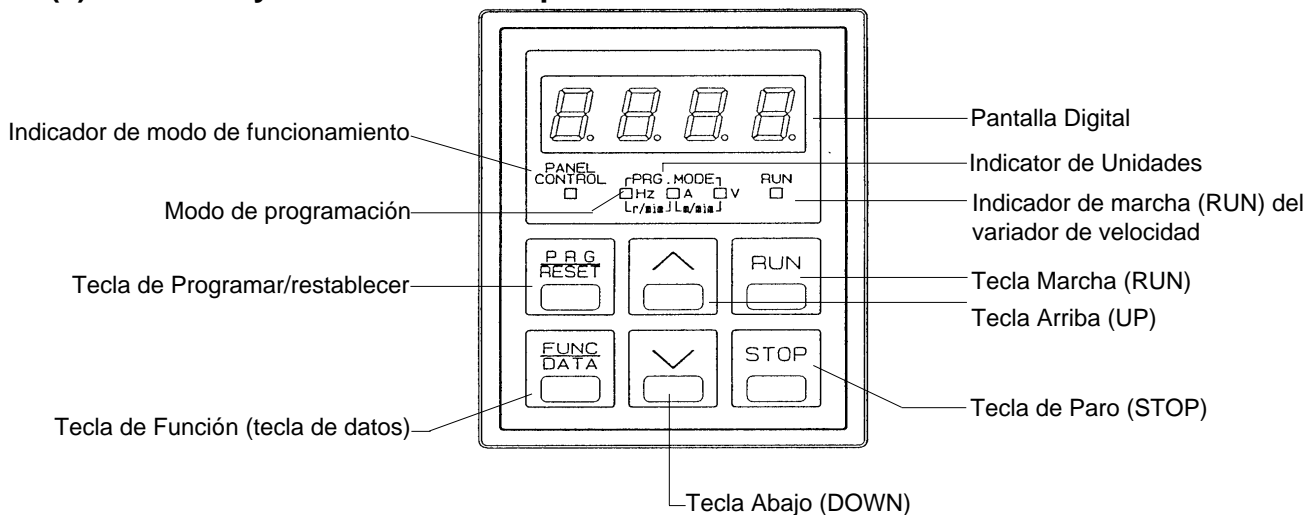 Pantalla Digital
Indicador de modo de funcionamiento
Indicator de Unidades
PANEL
CONTROL
PRG . MODE
RUN
Hz
A
V
r/min
m/min
Modo de programación
Indicador de marcha (RUN) del
variador de velocidad
PRG
RESET
RUN
Tecla de Programar/restablecer
Tecla Marcha (RUN)
Tecla Arriba (UP)
FUNC
DATA
STOP
Tecla de Función (tecla de datos)
Tecla de Paro (STOP)
Tecla Abajo (DOWN)